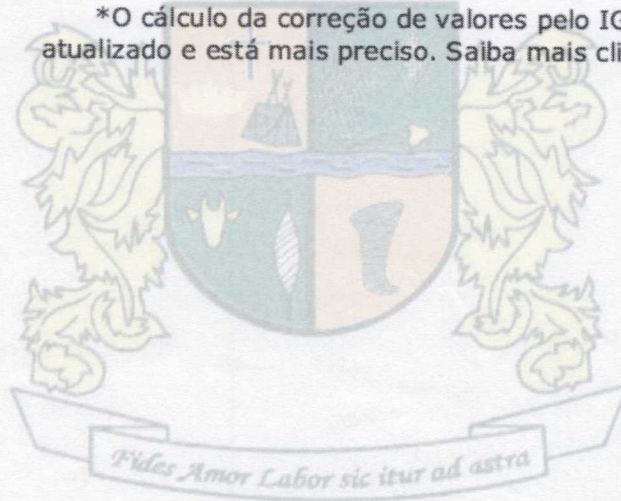 *O cálculo da correção de valores pelo IG
atualizado e está mais preciso. Saiba mais cli
Fides Amor Labor sic itur ad astra